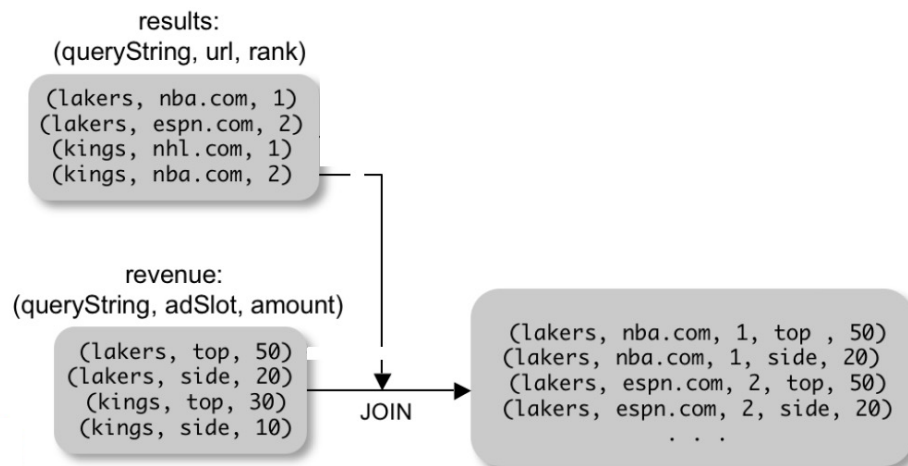 results:
(queryString, url, rank)
(lakers, nba.com, 1)
(lakers, espn.com, 2)
(kings, nhl.com, 1)
(kings, nba.com, 2)
revenue:
(queryString, adSlot, amount)
(lakers, top, 50)
(lakers, side, 20)
(kings, top, 30)
(kings, side, 10)
JOIN
(lakers, nba.com, 1, top , 50)
(lakers, nba.com, 1, side, 20)
(lakers, espn.com, 2, top, 50)
(lakers, espn.com, 2, side, 20)
. . .